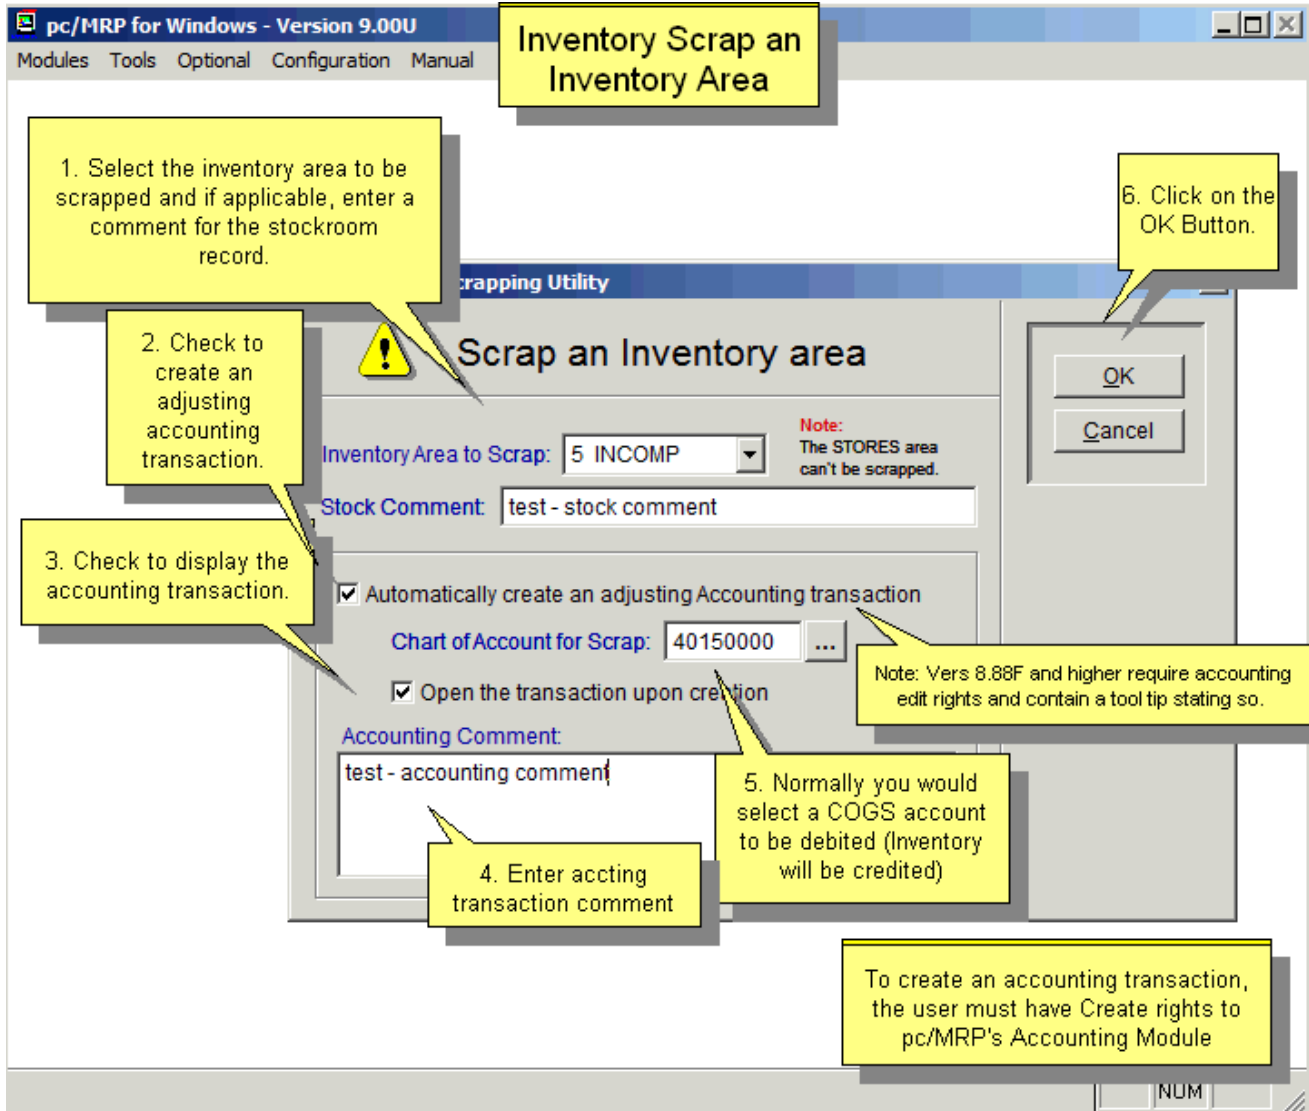 pc/MRP for Windows - Version 9.00U
Modules Tools Optional Configuration Manual
Inventory Scrap an
Inventory Area
1. Select the inventory area to be
scrapped and if applicable, enter a
comment for the stockroom
record.
6. Click on the
OK Button.
Scrapping Utility
2. Check to
create an
adjusting
accounting
transaction.
Scrap an Inventory area
OK
Cancel
Inventory Area to Scrap: 5 INCOMP
Note:
The STORES area
can't be scrapped.
Stock Comment: test - stock comment
3. Check to display the
accounting transaction.
Automatically create an adjusting Accounting transaction
Chart of Account for Scrap: 40150000 ...
Note: Vers 8.88F and higher require accounting
edit rights and contain a tool tip stating so.
Open the transaction upon creation
Accounting Comment:
test - accounting comment
5. Normally you would
select a COGS account
to be debited (Inventory
will be credited)
4. Enter accting
transaction comment
To create an accounting transaction,
the user must have Create rights to
pc/MRP's Accounting Module
NUM